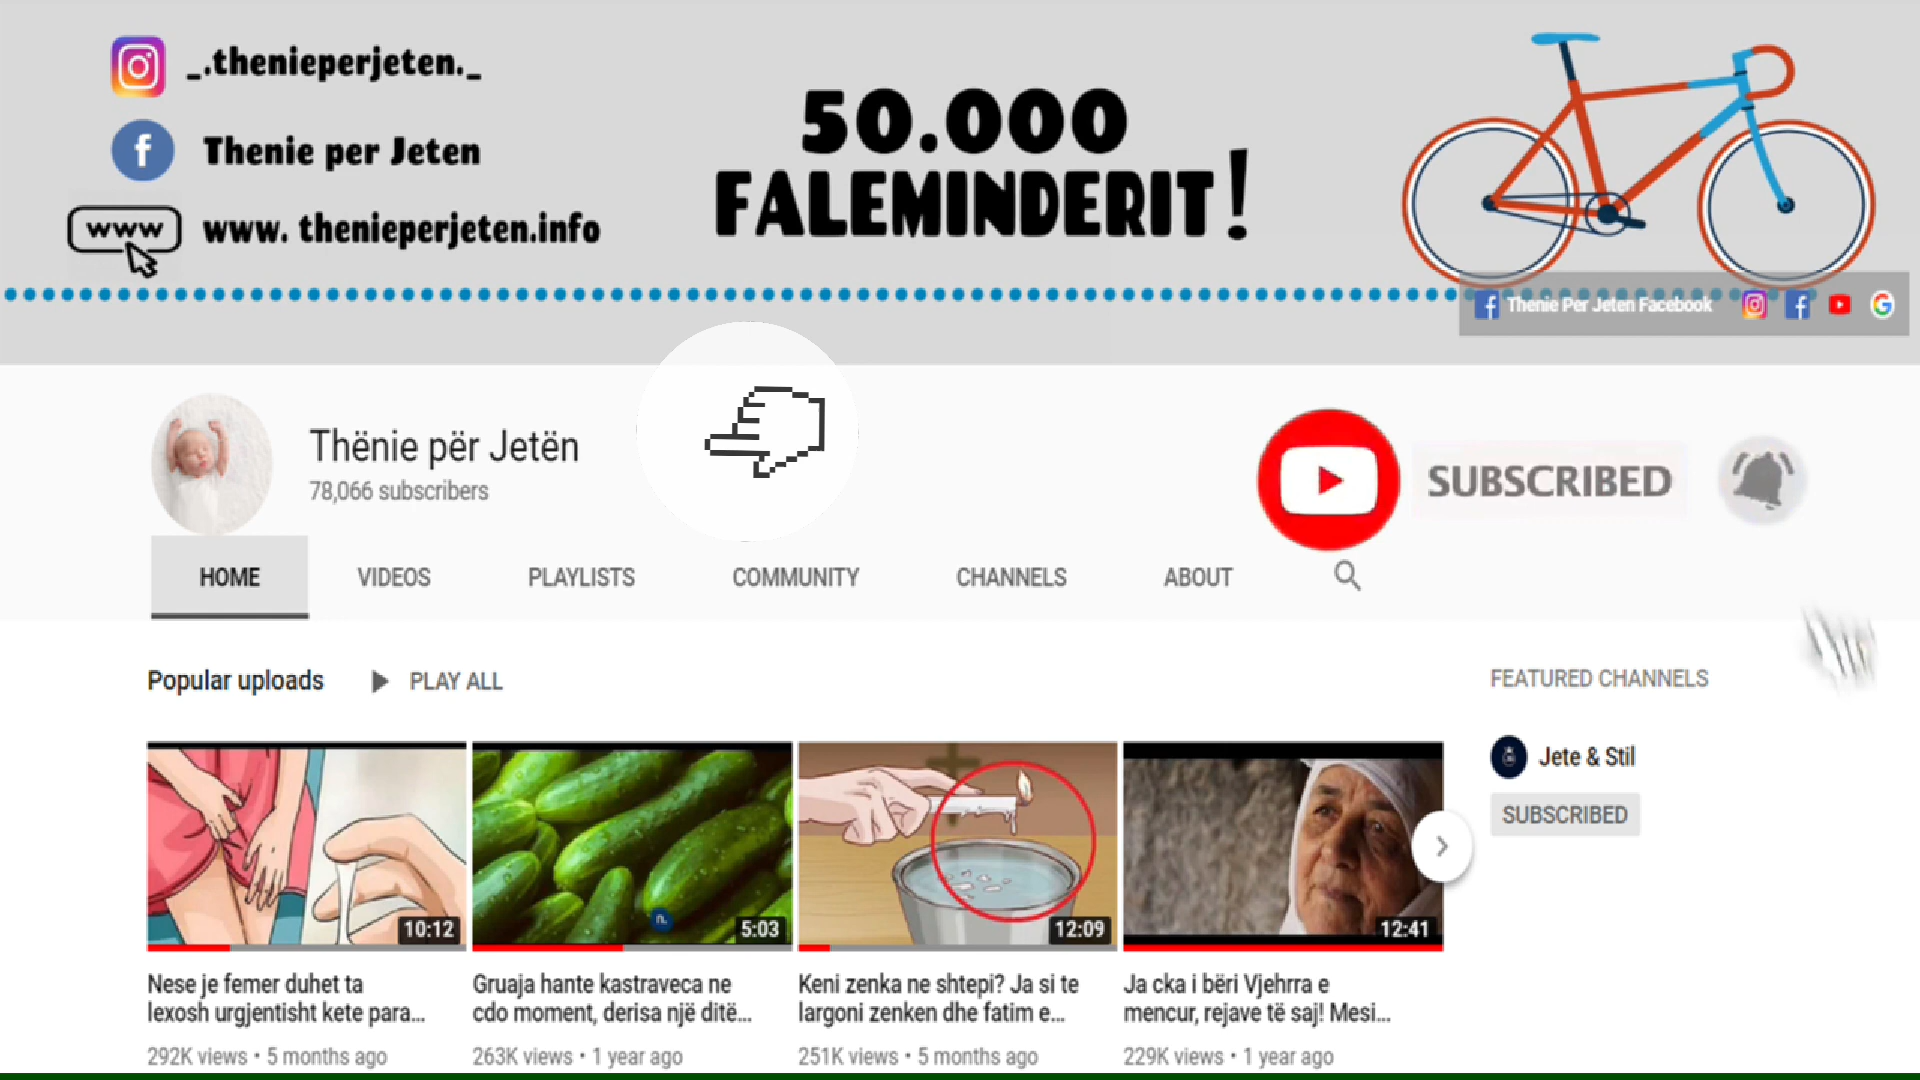 _.thenieperjeten._
Thenie per Jeten
www
www. thenieperjeten.info
50.000
FALEMINDERIT!
Thenie Per Jeten Facebook
Thënie për Jetën
78,066 subscribers
SUBSCRIBED
HOME
VIDEOS
PLAYLISTS
COMMUNITY
CHANNELS
ABOUT
Popular uploads
PLAY ALL
FEATURED CHANNELS
Jete & Stil
SUBSCRIBED
10:12
Nese je femer duhet ta
lexosh urgjentisht kete para...
292K views • 5 months ago
n.
5:03
Gruaja hante kastraveca ne
cdo moment, derisa një ditë...
263K views • 1 year ago
12:09
Keni zenka ne shtepi? Ja si te
largoni zenken dhe fatim e...
251K views • 5 months ago
12:41
Ja cka i bëri Vjehrra e
mencur, rejave të saj! Mesi...
229K views • 1 year ago